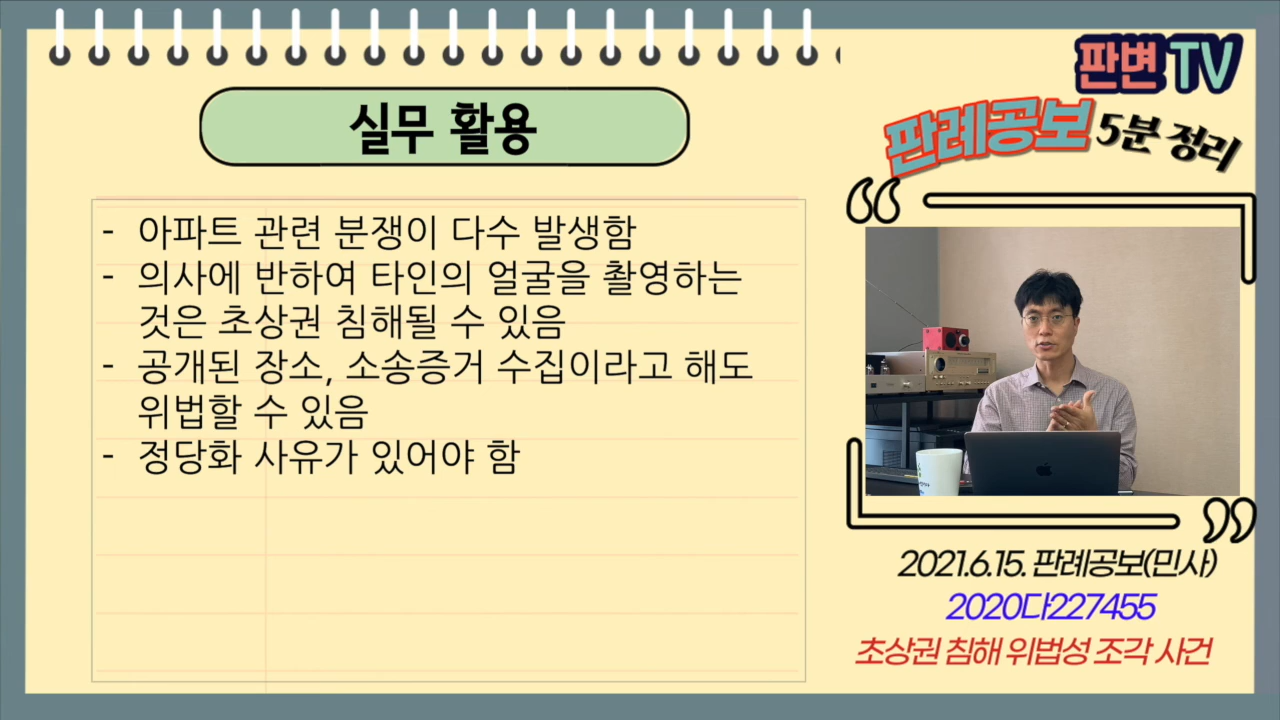 판변 TV
판례공보 5분 정리
실무 활용
- 아파트 관련 분쟁이 다수 발생함
- 의사에 반하여 타인의 얼굴을 촬영하는
것은 초상권 침해될 수 있음
- 공개된 장소, 소송증거 수집이라고 해도
위법할 수 있음
- 정당화 사유가 있어야 함
2021.6.15. 판례공보(민사)
2020다227455
초상권 침해 위법성 조각 사건